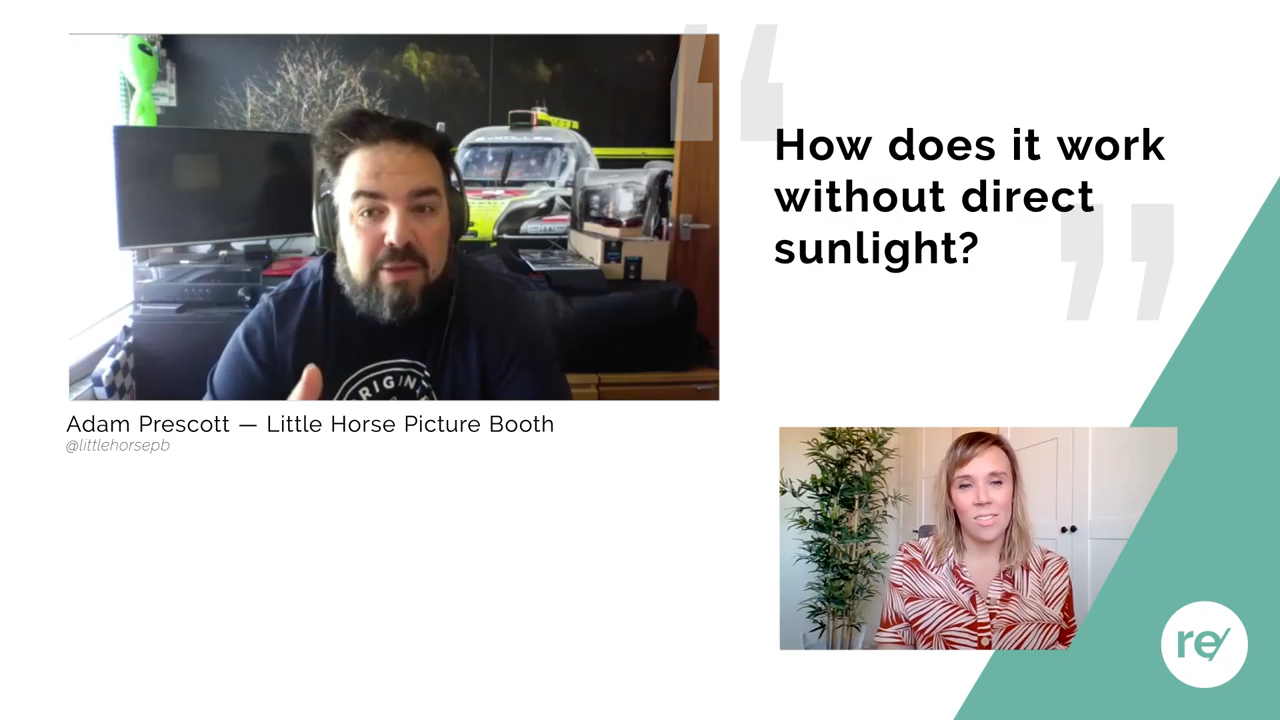 How does it work
without direct
sunlight?
Adam Prescott — Little Horse Picture Booth
@littlehorsepb
re